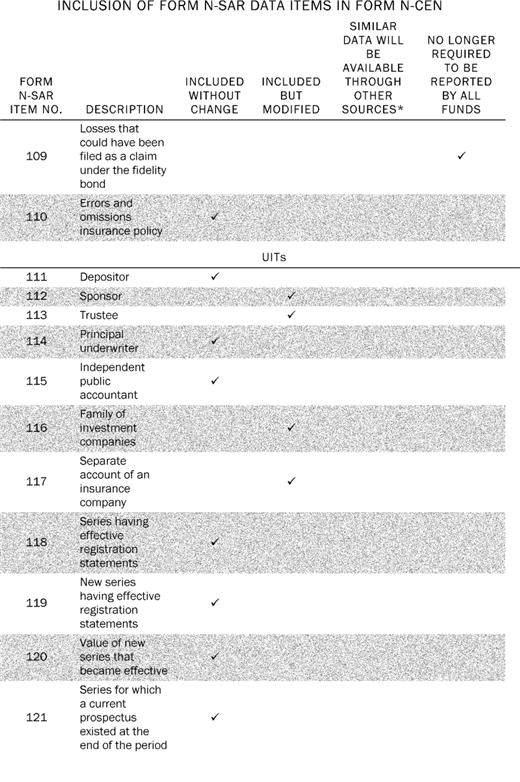 INCLUSION OF FORM N-SAR DATA ITEMS IN FORM N-CEN
FORM
N-SAR
ITEM NO.
DESCRIPTION
INCLUDED
WITHOUT
CHANGE
INCLUDED
BUT
MODIFIED
SIMILAR
DATA WILL
BE
AVAILABLE
THROUGH
OTHER
SOURCES*
NO LONGER
REQUIRED
TO BE
REPORTED
BY ALL
FUNDS
109
Losses that
could have been
filed as a claim
under the fidelity
bond
✓
110
Errors and
omissions
insurance policy
✓
UITs
111 Depositor ✓
112 Sponsor ✓
113 Trustee ✓
114
Principal
underwriter
✓
115
Independent
public
accountant
✓
116
Family of
investment
companies
✓
117
Separate
account of an
insurance
company
✓
118
Series having
effective
registration
statements
✓
119
New series
having effective
registration
statements
✓
120
Value of new
series that
became effective
✓
121
Series for which
a current
prospectus
existed at the
end of the period
✓